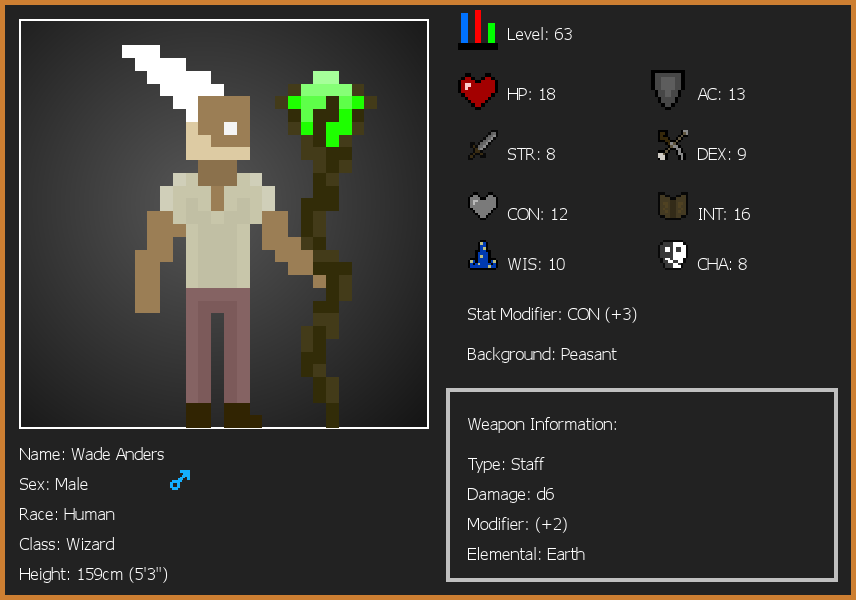 Level: 63
HP: 18
AC: 13
STR: 8
DEX: 9
CON: 12
INT: 16
WIS: 10
CHA: 8
Stat Modifier: CON (+3)
Background: Peasant
Weapon Information:
Type: Staff
Damage: d6
Modifier: (+2)
Elemental: Earth
Name: Wade Anders
Sex: Male
Race: Human
Class: Wizard
Height: 159cm (5'3")